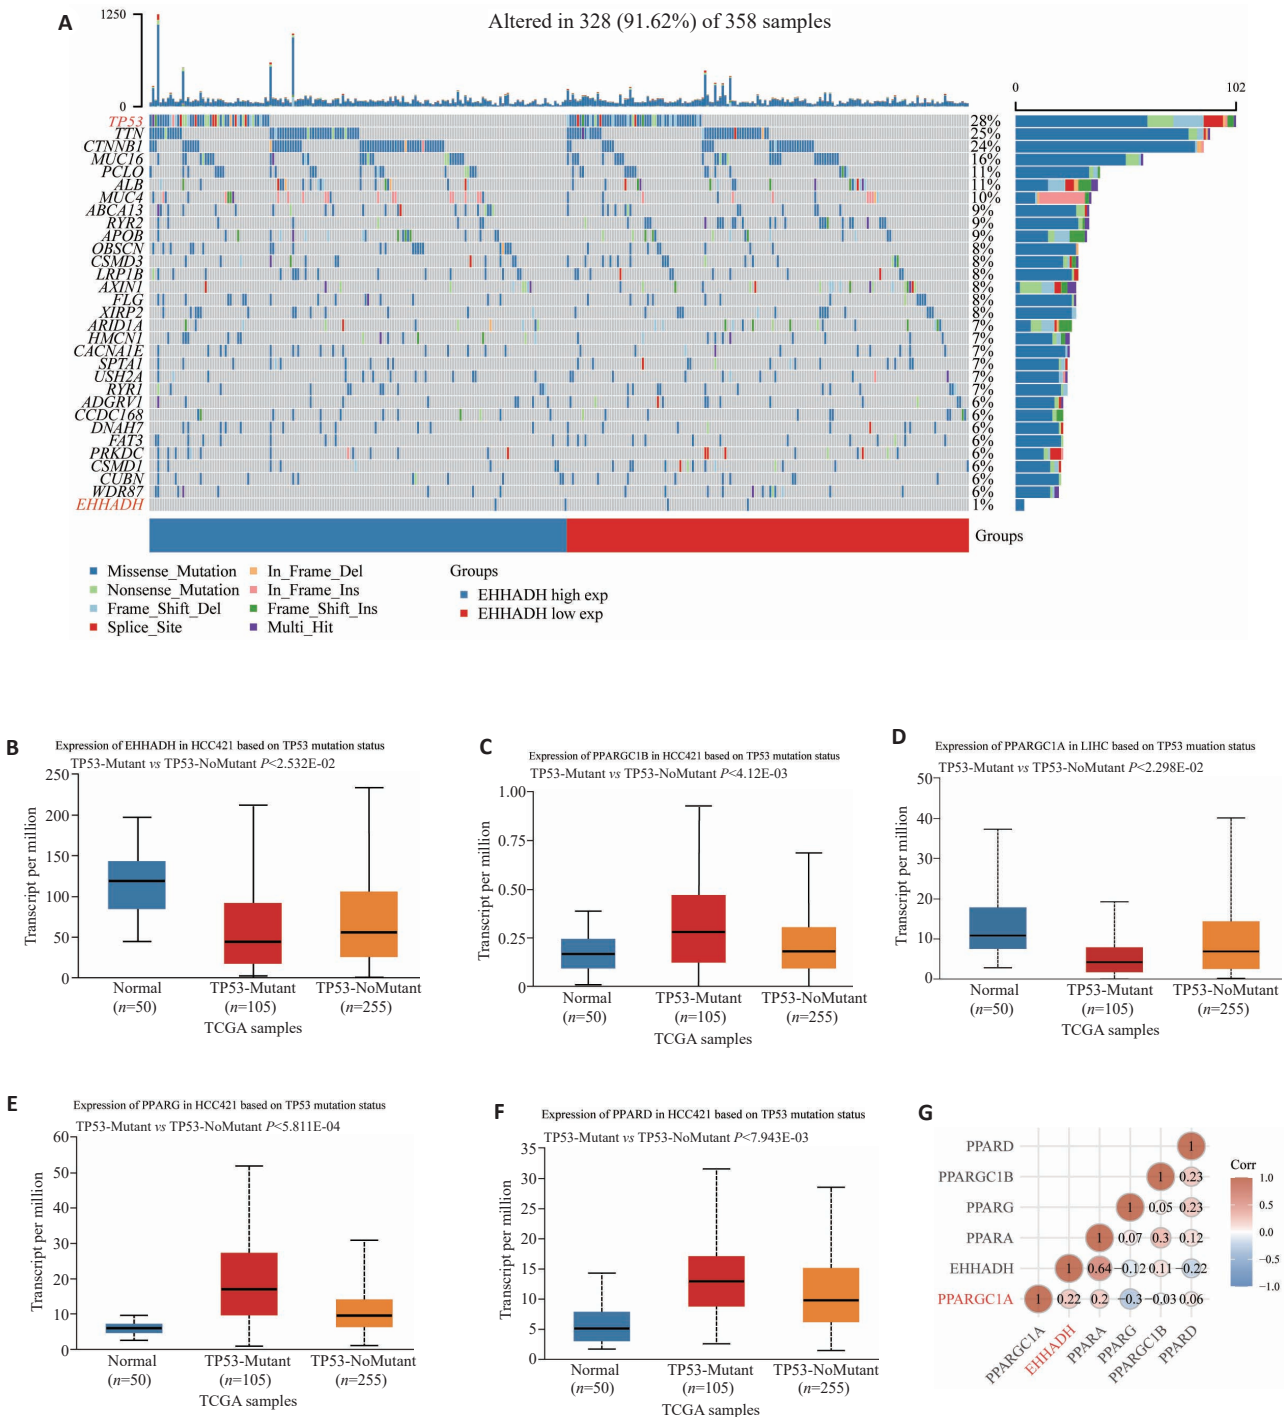 A
Altered in 328 (91.62%) of 358 samples
1250
0
0 102
TP53 28%
TTN 25%
CTNNB1 24%
MUC16 16%
PCLO 11%
ALB 11%
MUC4 10%
ABCA13 9%
RYR2 9%
APOB 9%
OBSCN 8%
CSMD3 8%
LRP1B 8%
AXIN1 8%
FLG 8%
XIRP2 8%
ARID1A 7%
HMCN1 7%
CACNA1E 7%
SPTA1 7%
USH2A 7%
RYR1 7%
ADGRV1 6%
CCDC168 6%
DNAH7 6%
FAT3 6%
PRKDC 6%
CSMD1 6%
CUBN 6%
WDR87 6%
EHHADH 1%
Groups
Missense_Mutation In_Frame_Del
Nonsense_Mutation In_Frame_Ins
Frame_Shift_Del Frame_Shift_Ins
Splice_Site Multi_Hit
Groups
EHHADH high exp
EHHADH low exp
B
Expression of EHHADH in HCC421 based on TP53 mutation status
TP53-Mutant vs TP53-NoMutant P<2.532E-02
Transcript per million
250
200
150
100
50
0
Normal TP53-Mutant TP53-NoMutant
(n=50) (n=105) (n=255)
TCGA samples
C
Expression of PPARGC1B in HCC421 based on TP53 mutation status
TP53-Mutant vs TP53-NoMutant P<4.12E-03
Transcript per million
1.00
0.75
0.50
0.25
0
Normal TP53-Mutant TP53-NoMutant
(n=50) (n=105) (n=255)
TCGA samples
D
Expression of PPARGC1A in LIHC based on TP53 mutation status
TP53-Mutant vs TP53-NoMutant P<2.298E-02
Transcript per million
50
40
30
20
10
0
Normal TP53-Mutant TP53-NoMutant
(n=50) (n=105) (n=255)
TCGA samples
E
Expression of PPARG in HCC421 based on TP53 mutation status
TP53-Mutant vs TP53-NoMutant P<5.811E-04
Transcript per million
60
50
40
30
20
10
0
Normal TP53-Mutant TP53-NoMutant
(n=50) (n=105) (n=255)
TCGA samples
F
Expression of PPARD in HCC421 based on TP53 mutation status
TP53-Mutant vs TP53-NoMutant P<7.943E-03
Transcript per million
35
30
25
20
15
10
5
0
Normal TP53-Mutant TP53-NoMutant
(n=50) (n=105) (n=255)
TCGA samples
G
PPARD 1
PPARGC1B 1 0.23
PPARG 1 0.05 0.23
PPARA 1 0.07 0.3 0.12
EHHADH 1 0.64 −0.12 0.11 −0.22
PPARGC1A 1 0.22 0.2 −0.3 −0.03 0.06
PPARGC1A EHHADH PPARA PPARG PPARGC1B PPARD
Corr
1.0
0.5
0.0
−0.5
−1.0